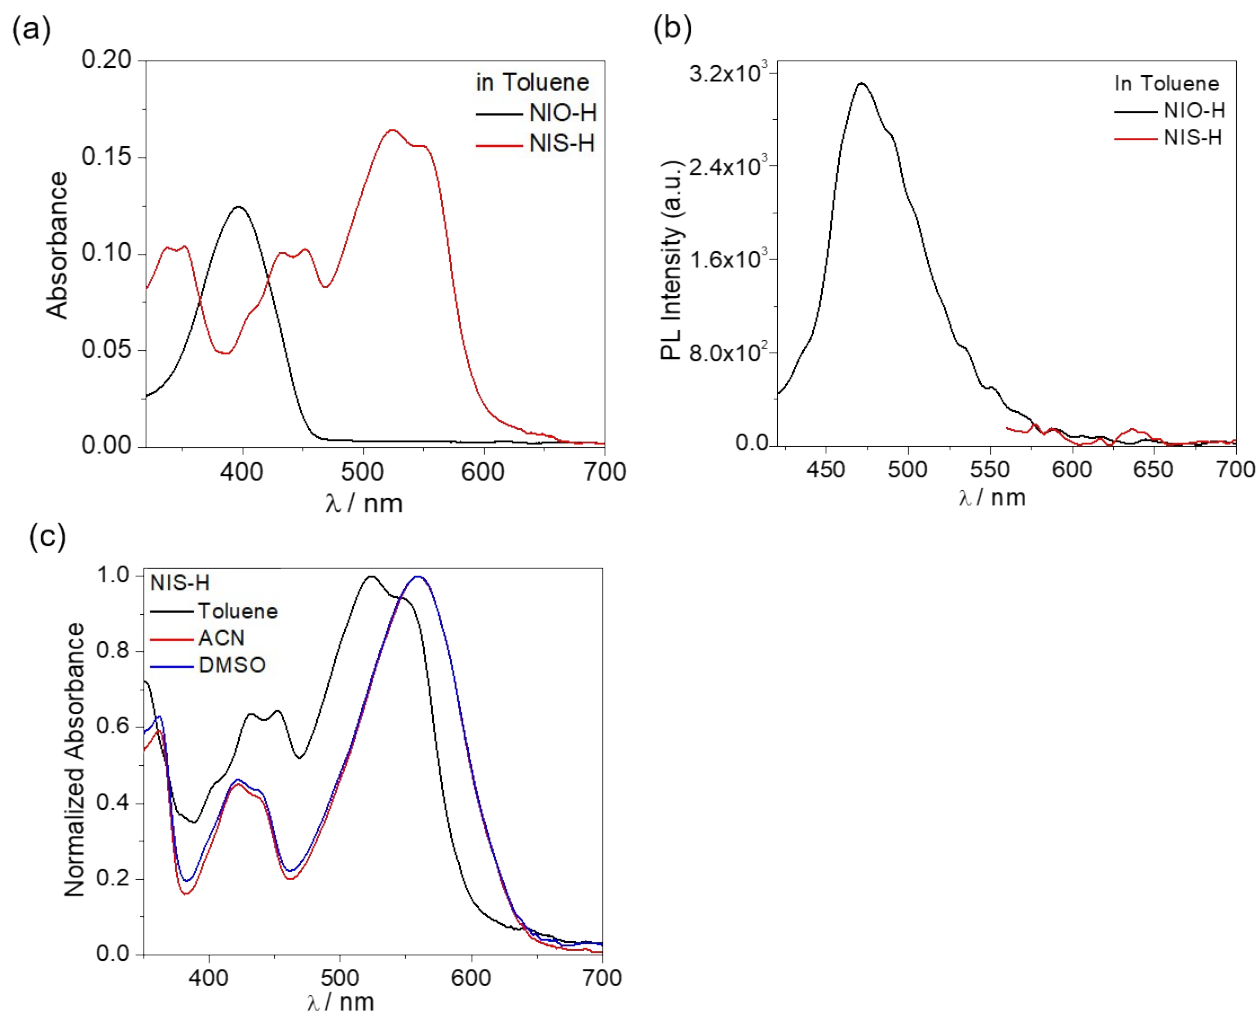 (a)
0.20
0.15
0.10
0.05
0.00
Absorbance
in Toluene
NIO-H
NIS-H
400
500
600
700
λ / nm
(b)
3.2x10³
2.4x10³
1.6x10³
8.0x10²
0.0
PL Intensity (a.u.)
In Toluene
NIO-H
NIS-H
450
500
550
600
650
700
λ / nm
(c)
1.0
0.8
0.6
0.4
0.2
0.0
Normalized Absorbance
NIS-H
Toluene
ACN
DMSO
400
500
600
700
λ / nm